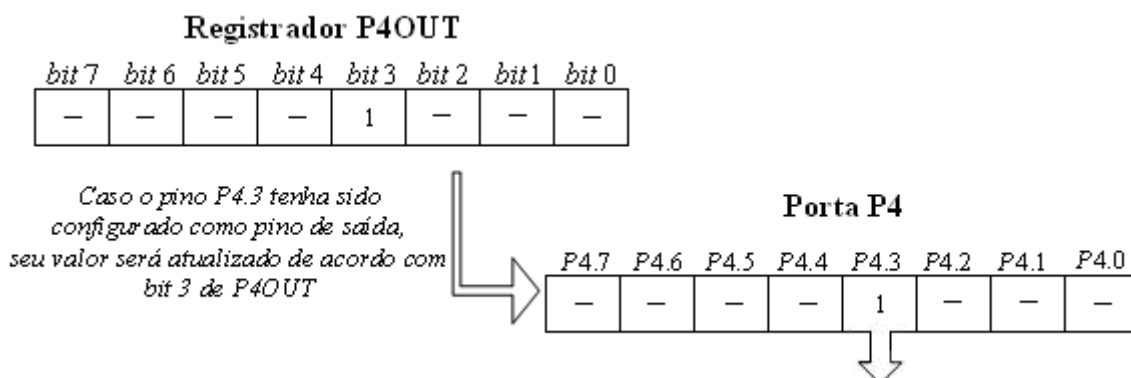 Registrador P4OUT
bit 7 bit 6 bit 5 bit 4 bit 3 bit 2 bit 1 bit 0
– – – – 1 – – –
Caso o pino P4.3 tenha sido
configurado como pino de saída,
seu valor será atualizado de acordo com
bit 3 de P4OUT
Porta P4
P4.7 P4.6 P4.5 P4.4 P4.3 P4.2 P4.1 P4.0
– – – – 1 – – –